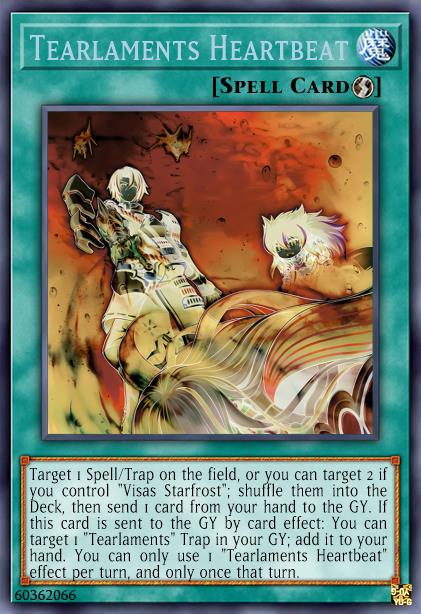 Tearlaments Heartbeat
魔
[Spell Card]
Target 1 Spell/Trap on the field, or you can target 2 if
you control "Visas Starfrost"; shuffle them into the
Deck, then send 1 card from your hand to the GY. If
this card is sent to the GY by card effect: You can
target 1 "Tearlaments" Trap in your GY; add it to your
hand. You can only use 1 "Tearlaments Heartbeat"
effect per turn, and only once that turn.
60362066